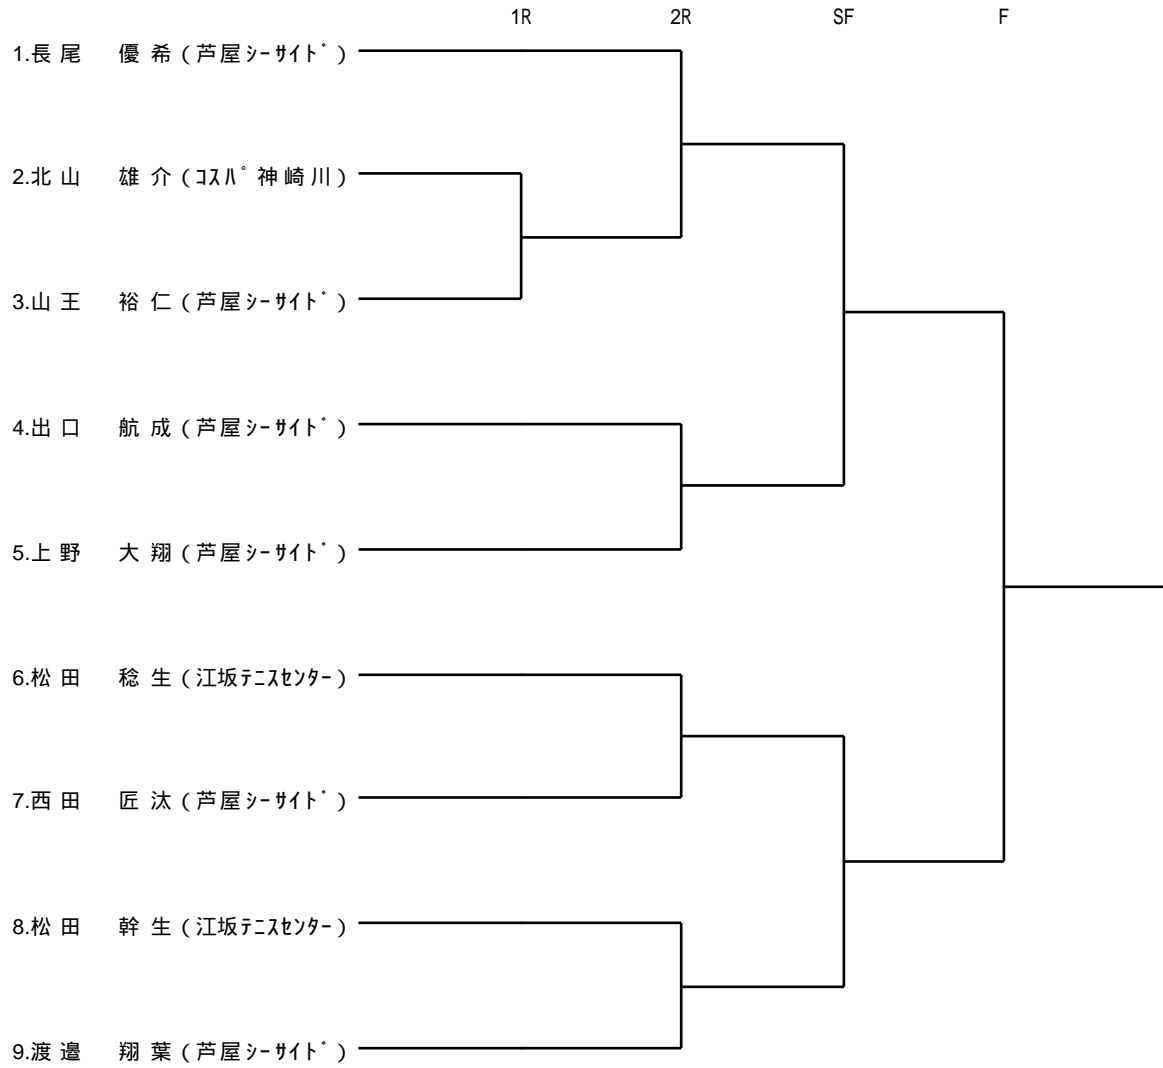 1R 2R SF F
1.長尾 優希(芦屋ｼｰｻｲﾄﾞ)
2.北山 雄介(ｺｽﾊﾟ神崎川)
3.山王 裕仁(芦屋ｼｰｻｲﾄﾞ)
4.出口 航成(芦屋ｼｰｻｲﾄﾞ)
5.上野 大翔(芦屋ｼｰｻｲﾄﾞ)
6.松田 稔生(江坂ﾃﾆｽｾﾝﾀｰ)
7.西田 匠汰(芦屋ｼｰｻｲﾄﾞ)
8.松田 幹生(江坂ﾃﾆｽｾﾝﾀｰ)
9.渡邉 翔葉(芦屋ｼｰｻｲﾄﾞ)